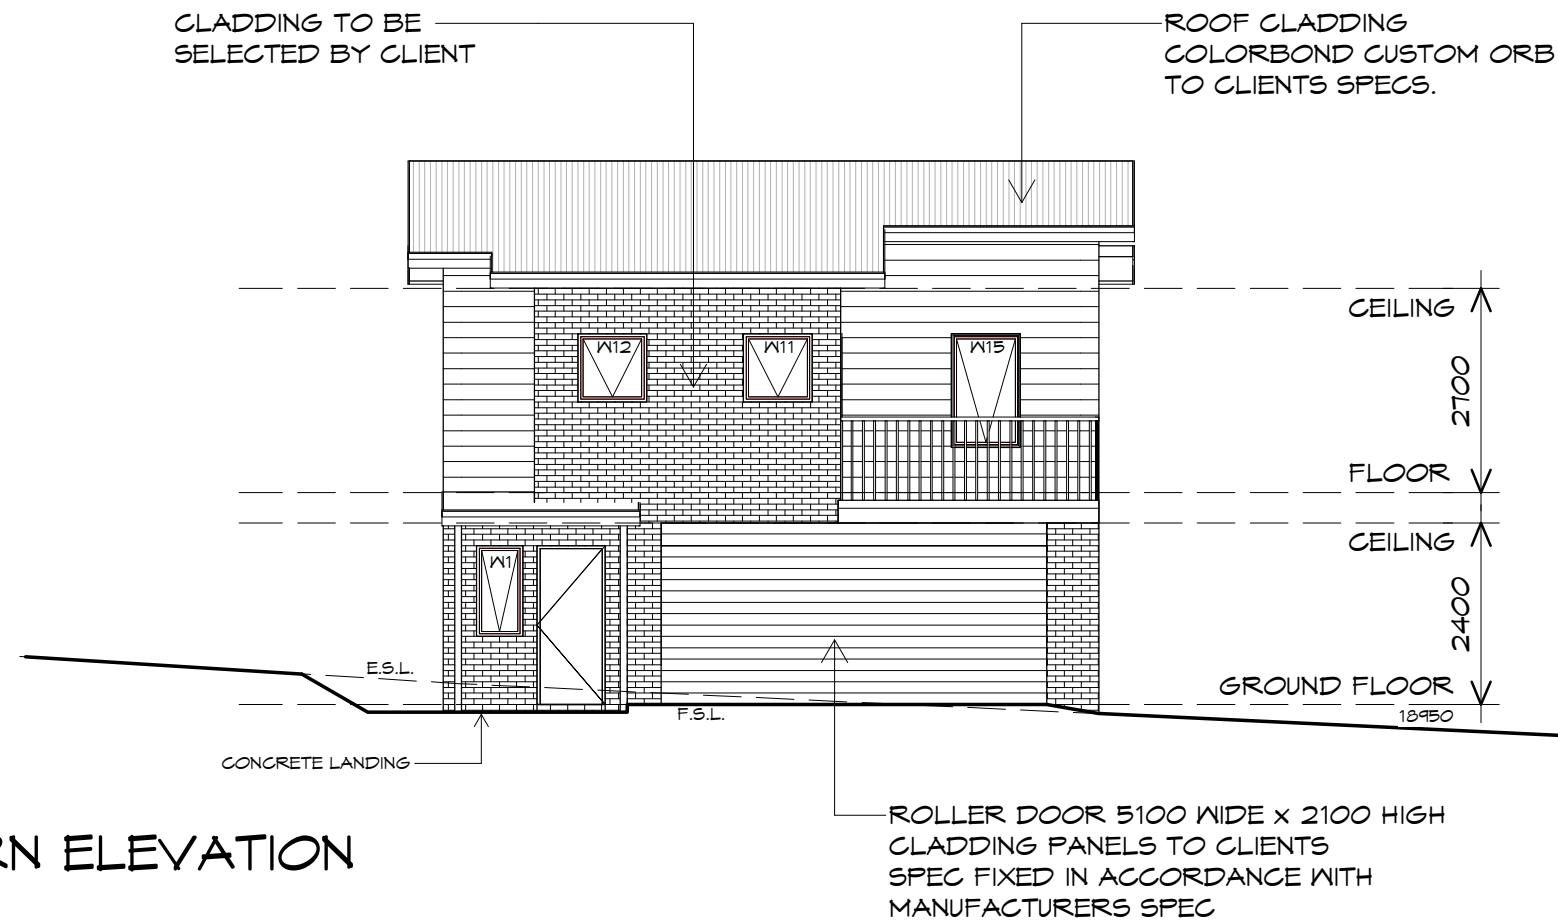 CLADDING TO BE
SELECTED BY CLIENT
ROOF CLADDING
COLORBOND CUSTOM ORB
TO CLIENTS SPECS.
CEILING
W12
W11
W15
2700
FLOOR
CEILING
W1
2400
E.S.L.
GROUND FLOOR
F.S.L.
18950
CONCRETE LANDING
ROLLER DOOR 5100 WIDE x 2100 HIGH
CLADDING PANELS TO CLIENTS
SPEC FIXED IN ACCORDANCE WITH
MANUFACTURERS SPEC
ELEVATION